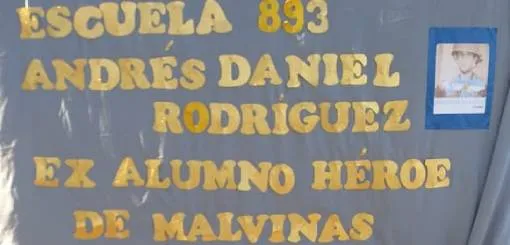 ESCUELA 893
ANDRÉS DANIEL
RODRÍGUEZ
EX ALUMNO HÉROE
DE MALVINAS